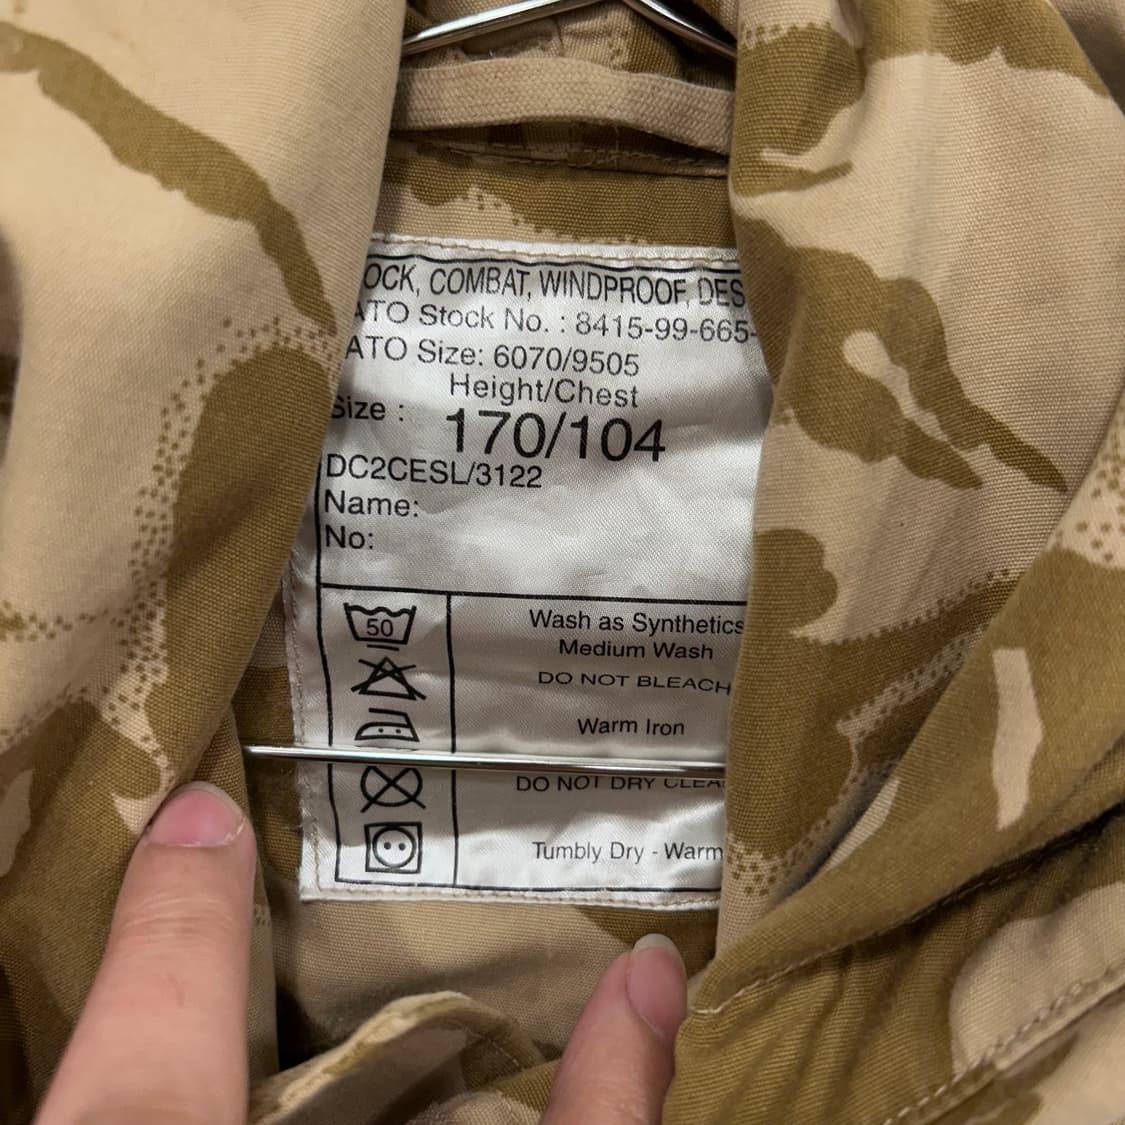 OCK, COMBAT, WINDPROOF, DES
ATO Stock No. : 8415-99-665-
ATO Size: 6070/9505
Height/Chest
Size :
170/104
DC2CESL/3122
Name:
No:
50
Wash as Synthetics
Medium Wash
DO NOT BLEACH
Warm Iron
DO NOT DRY CLEA
Tumbly Dry - Warm